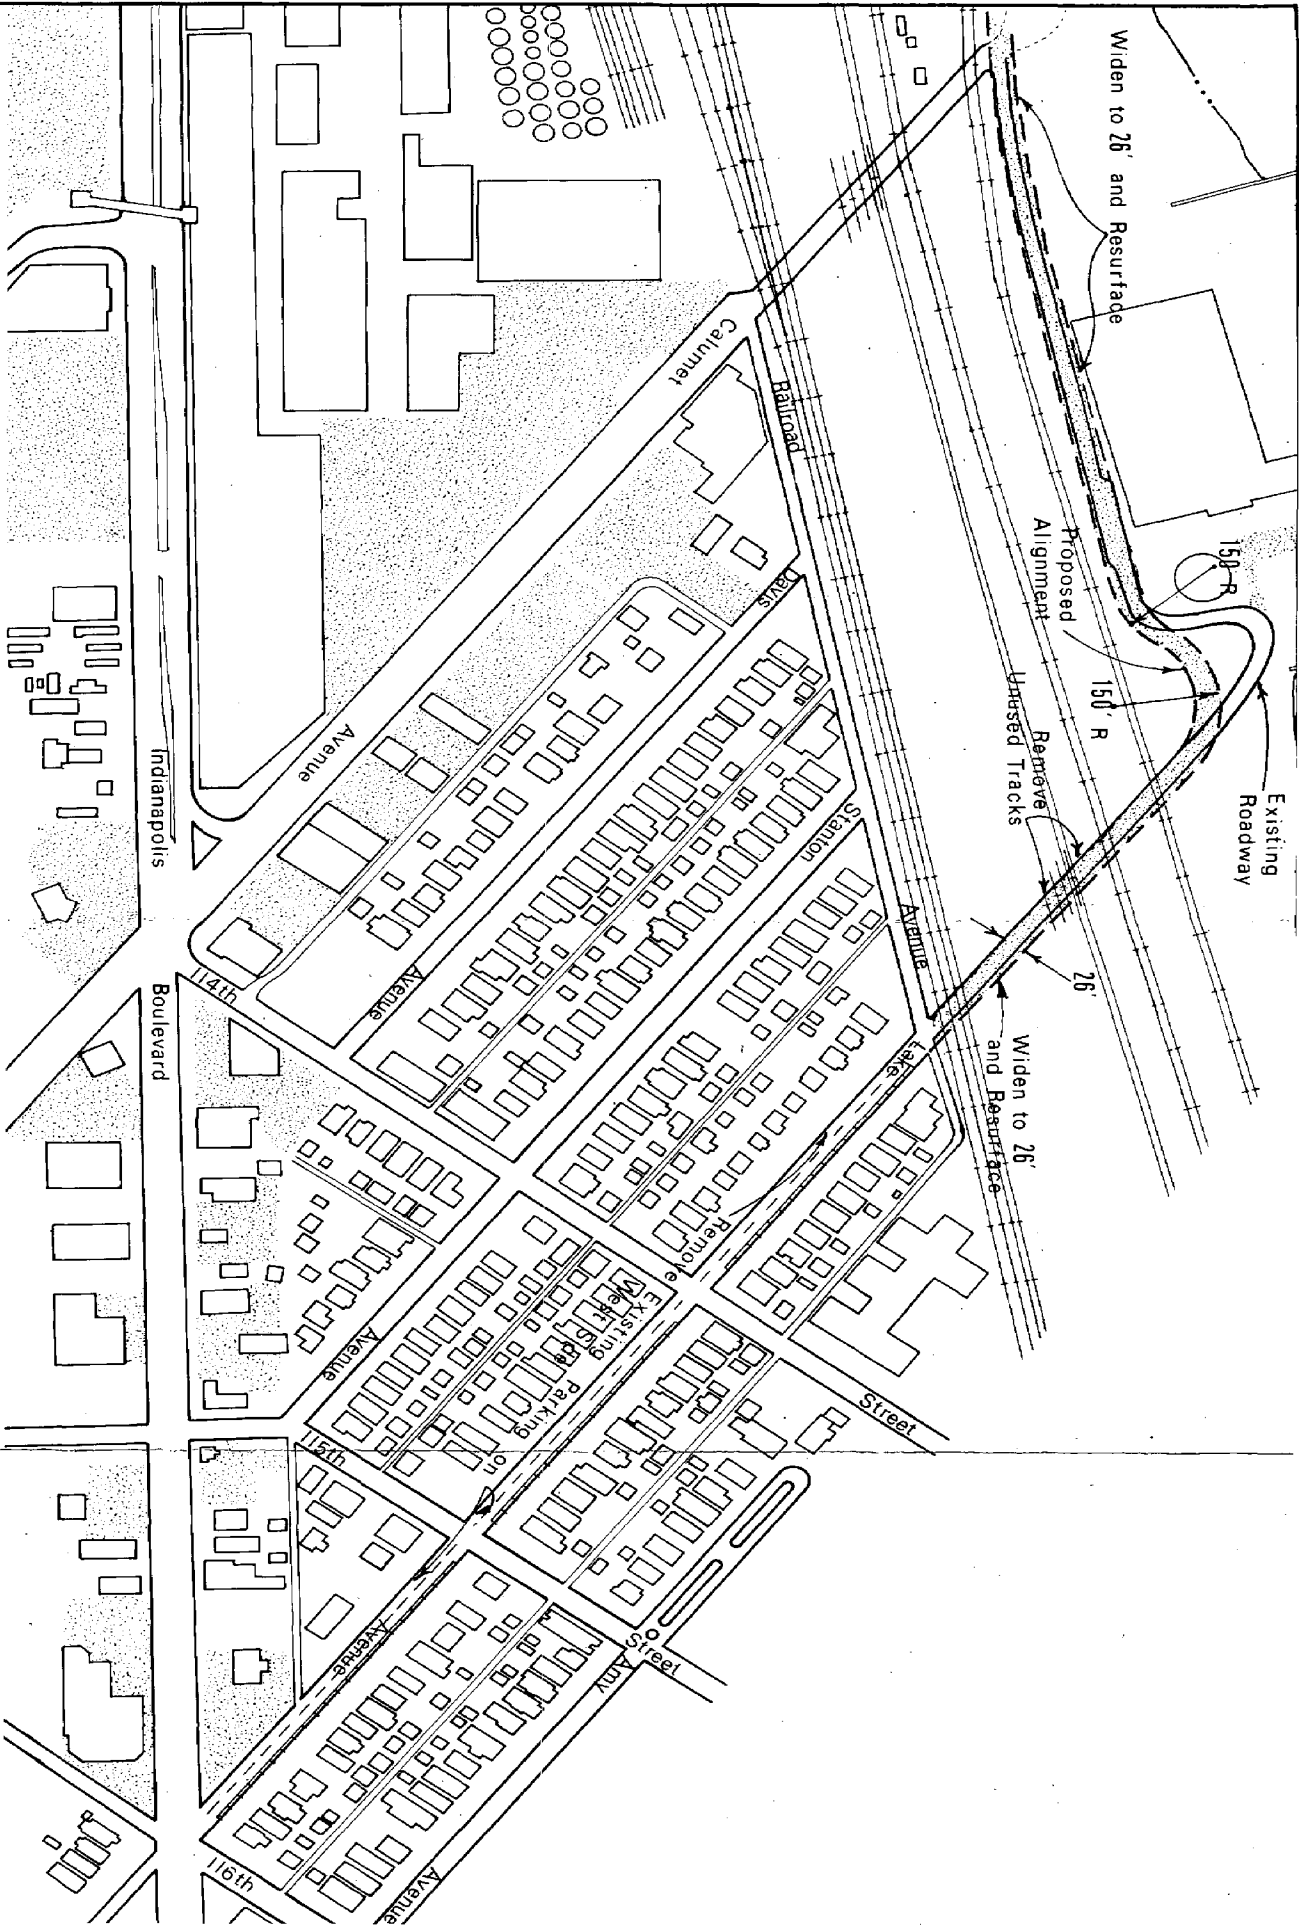 Widen to 26' and Resurface
Proposed
Alignment
150' R
150' R
Existing
Roadway
Remove
Unused Tracks
26'
Widen to 26'
and Resurface
Calumet
Avenue
Railroad
Avenue
Davis
Avenue
Stanton
Avenue
Lake
Avenue
Remove
Existing
Parking
on
West Side
Indianapolis
Boulevard
114th
Street
115th
Street
Amy
Avenue
116th